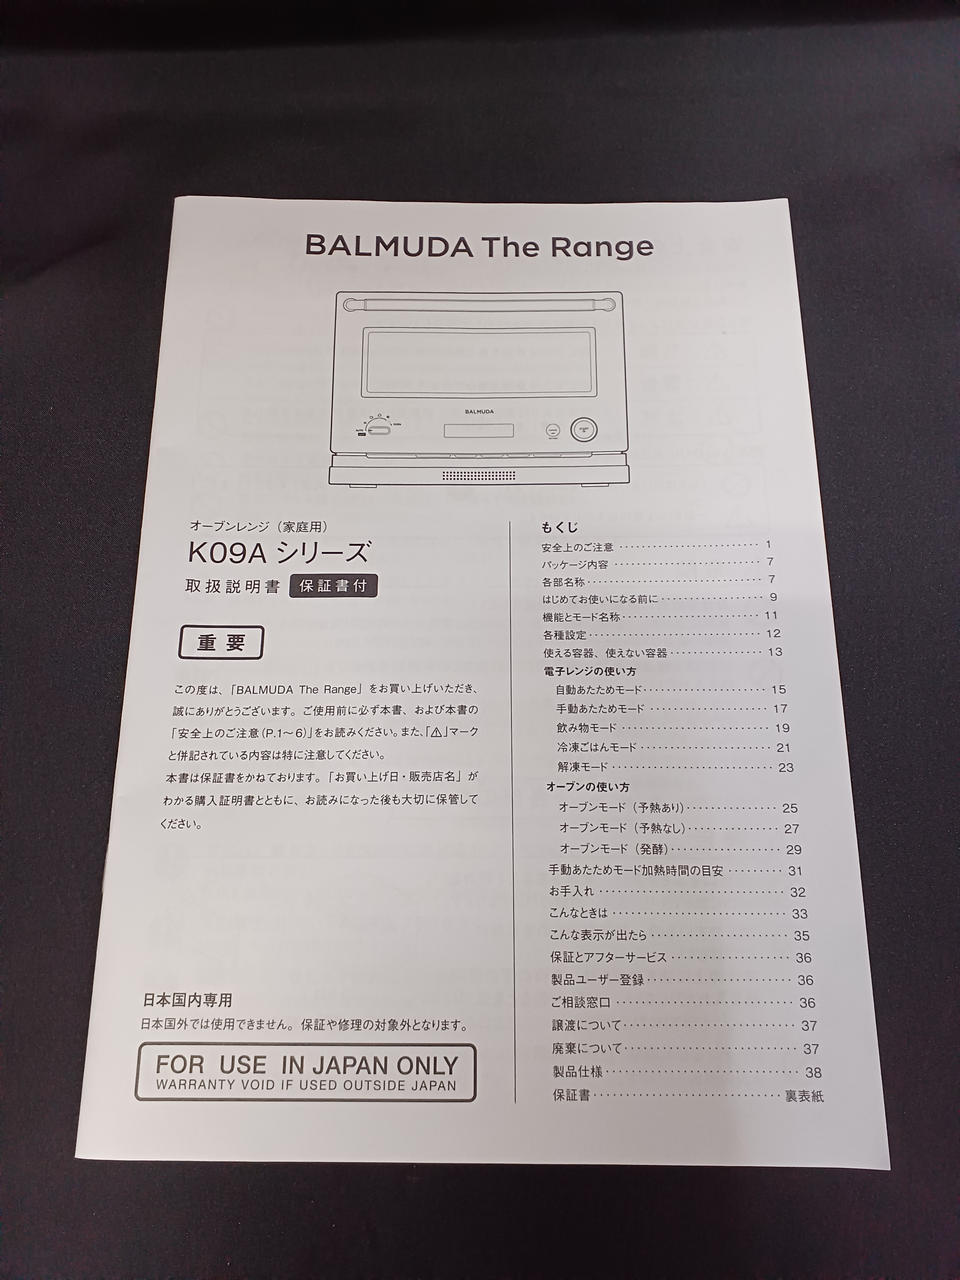 BALMUDA The Range
BALMUDA
オーブンレンジ（家庭用）
K09A シリーズ
取扱説明書 保証書付
重要
この度は、「BALMUDA The Range」をお買い上げいただき、
誠にありがとうございます。ご使用前に必ず本書、および本書の
「安全上のご注意（P.1～6）」をお読みください。また、「⚠」マーク
と併記されている内容は特に注意してください。
本書は保証書をかねております。「お買い上げ日・販売店名」が
わかる購入証明書とともに、お読みになった後も大切に保管して
ください。
日本国内専用
日本国外では使用できません。保証や修理の対象外となります。
FOR USE IN JAPAN ONLY
WARRANTY VOID IF USED OUTSIDE JAPAN
もくじ
安全上のご注意 ‥‥‥‥‥‥‥‥ 1
パッケージ内容 ‥‥‥‥‥‥‥‥ 7
各部名称 ‥‥‥‥‥‥‥‥ 7
はじめてお使いになる前に ‥‥‥‥‥‥‥‥ 9
機能とモード名称 ‥‥‥‥‥‥‥‥ 11
各種設定 ‥‥‥‥‥‥‥‥ 12
使える容器、使えない容器 ‥‥‥‥‥‥‥‥ 13
電子レンジの使い方
自動あたためモード ‥‥‥‥‥‥‥‥ 15
手動あたためモード ‥‥‥‥‥‥‥‥ 17
飲み物モード ‥‥‥‥‥‥‥‥ 19
冷凍ごはんモード ‥‥‥‥‥‥‥‥ 21
解凍モード ‥‥‥‥‥‥‥‥ 23
オーブンの使い方
オーブンモード（予熱あり） ‥‥‥‥‥‥‥‥ 25
オーブンモード（予熱なし） ‥‥‥‥‥‥‥‥ 27
オーブンモード（発酵） ‥‥‥‥‥‥‥‥ 29
手動あたためモード加熱時間の目安 ‥‥‥‥ 31
お手入れ ‥‥‥‥‥‥‥‥ 32
こんなときは ‥‥‥‥‥‥‥‥ 33
こんな表示が出たら ‥‥‥‥‥‥‥‥ 35
保証とアフターサービス ‥‥‥‥‥‥‥‥ 36
製品ユーザー登録 ‥‥‥‥‥‥‥‥ 36
ご相談窓口 ‥‥‥‥‥‥‥‥ 36
譲渡について ‥‥‥‥‥‥‥‥ 37
廃棄について ‥‥‥‥‥‥‥‥ 37
製品仕様 ‥‥‥‥‥‥‥‥ 38
保証書 ‥‥‥‥‥‥‥‥ 裏表紙